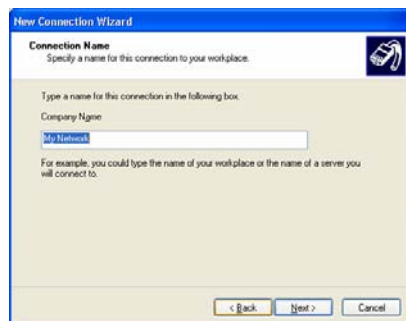 New Connection Wizard
Connection Name
Specify a name for this connection to your workplace.
Type a name for this connection in the following box.
Company Name
My Network
For example, you could type the name of your workplace or the name of a server you
will connect to.
< Back Next > Cancel